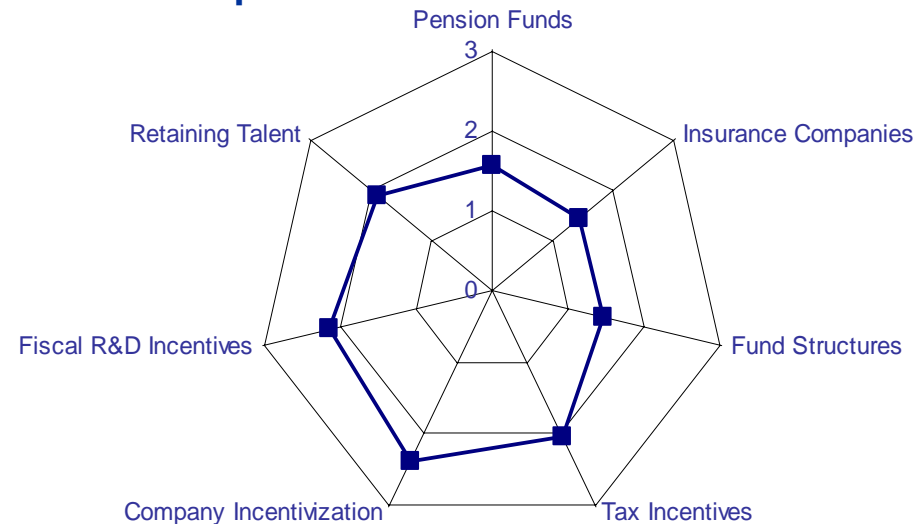 Pension Funds
3
Retaining Talent
2
Insurance Companies
1
0
Fiscal R&D Incentives
Fund Structures
Company Incentivization
Tax Incentives